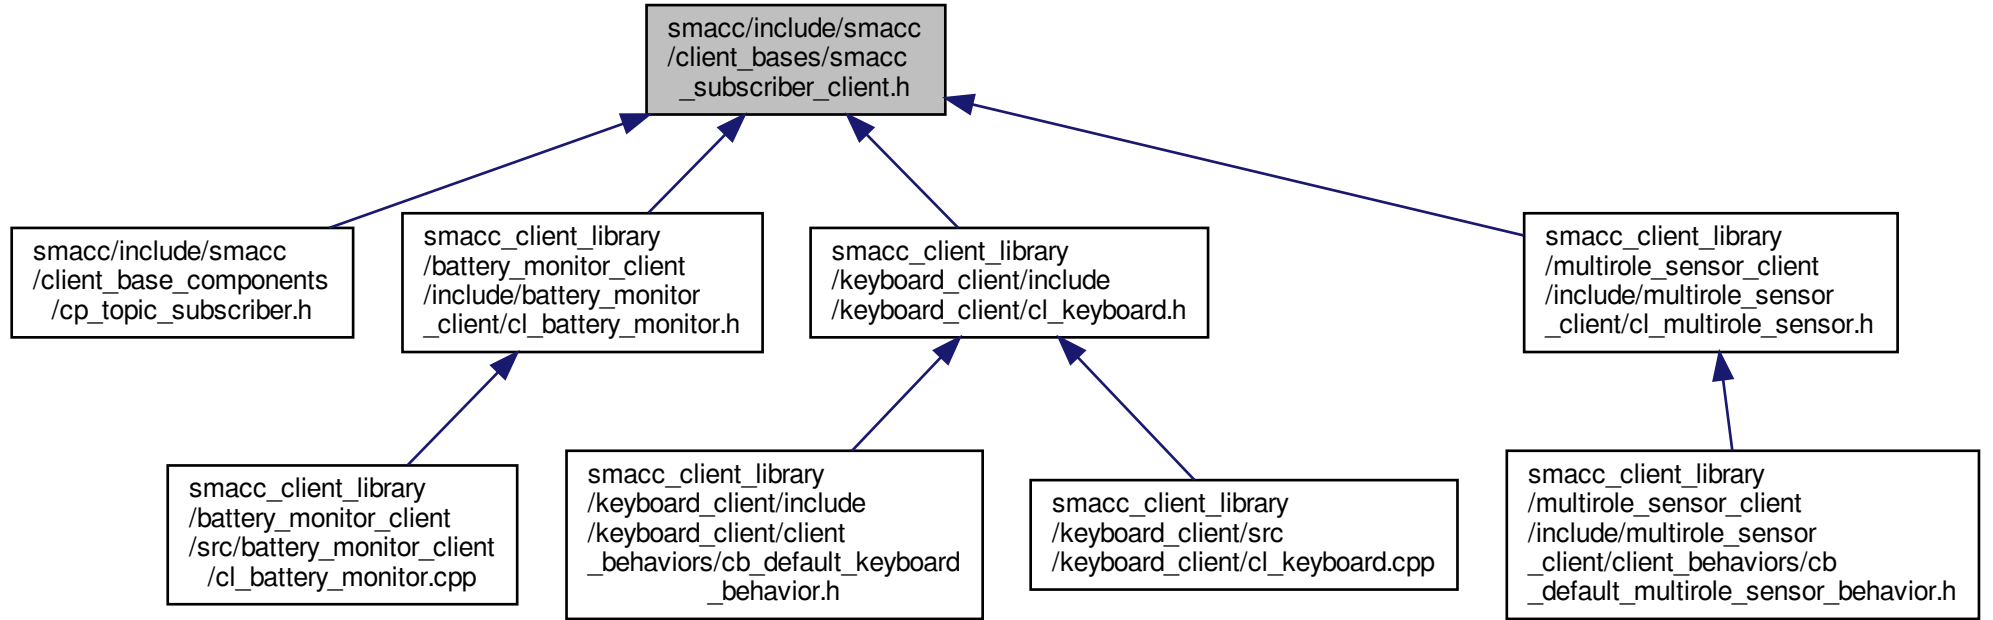 smacc/include/smacc
/client_bases/smacc
_subscriber_client.h
smacc/include/smacc
/client_base_components
/cp_topic_subscriber.h
smacc_client_library
/battery_monitor_client
/include/battery_monitor
_client/cl_battery_monitor.h
smacc_client_library
/keyboard_client/include
/keyboard_client/cl_keyboard.h
smacc_client_library
/multirole_sensor_client
/include/multirole_sensor
_client/cl_multirole_sensor.h
smacc_client_library
/battery_monitor_client
/src/battery_monitor_client
/cl_battery_monitor.cpp
smacc_client_library
/keyboard_client/include
/keyboard_client/client
_behaviors/cb_default_keyboard
_behavior.h
smacc_client_library
/keyboard_client/src
/keyboard_client/cl_keyboard.cpp
smacc_client_library
/multirole_sensor_client
/include/multirole_sensor
_client/client_behaviors/cb
_default_multirole_sensor_behavior.h